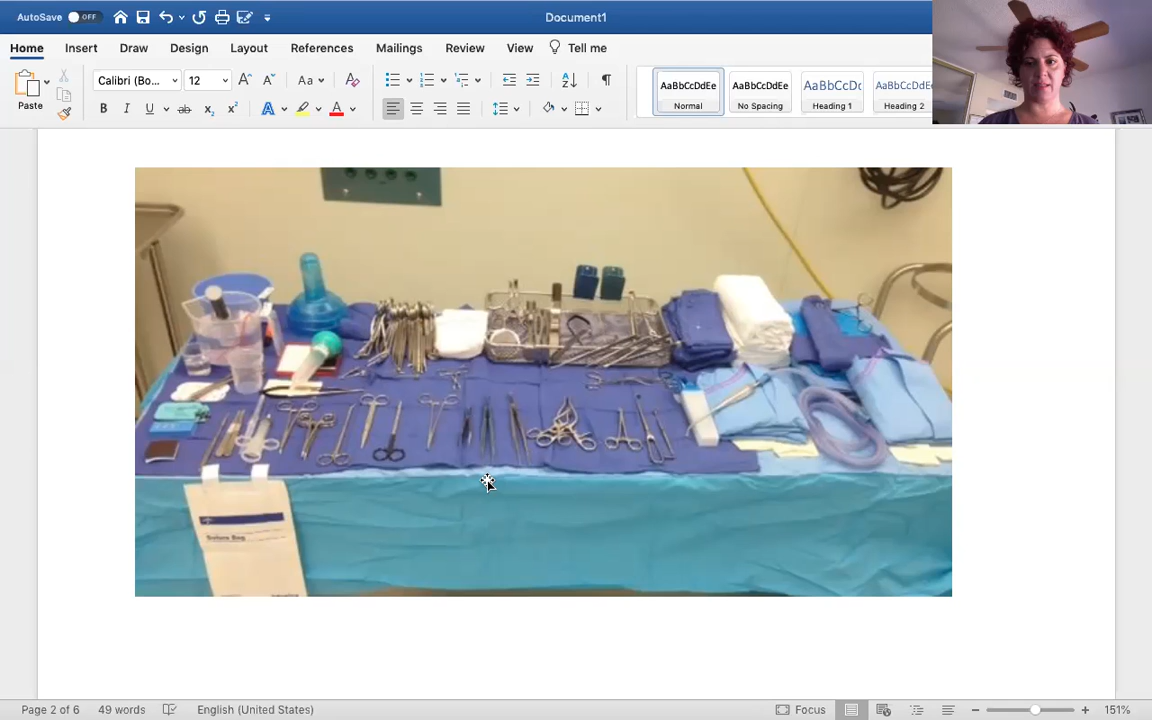 AutoSave OFF
Document1
Home Insert Draw Design Layout References Mailings Review View Tell me
Paste
Calibri (Bo... 12
AaBbCcDdEe AaBbCcDdEe AaBbCcDc AaBbCcDdEe
Normal No Spacing Heading 1 Heading 2
Suture Bag
Page 2 of 6 49 words English (United States) Focus 151%